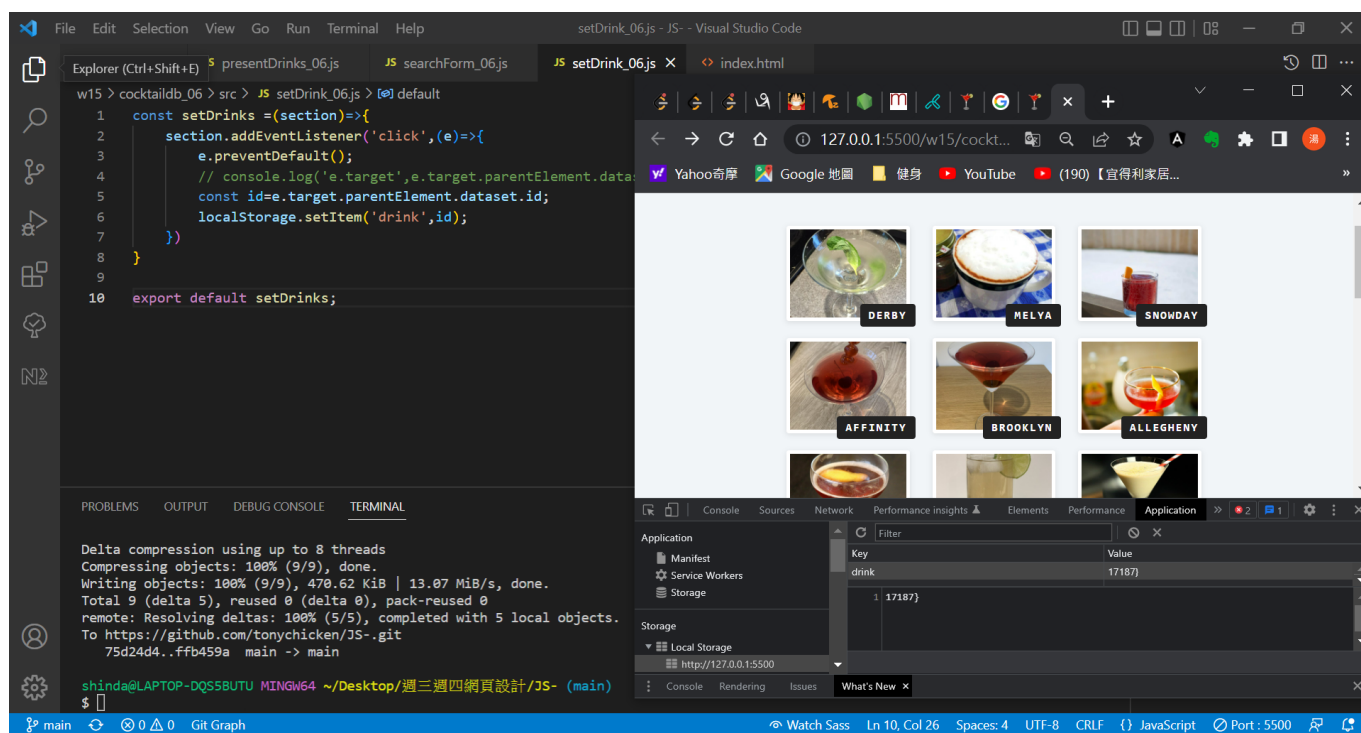 File Edit Selection View Go Run Terminal Help
setDrink_06.js - JS- - Visual Studio Code
Explorer (Ctrl+Shift+E)
JS presentDrinks_06.js
JS searchForm_06.js
JS setDrink_06.js
index.html
w15 > cocktaildb_06 > src > JS setDrink_06.js > default
1 const setDrinks =(section)=>{
2 section.addEventListener('click',(e)=>{
3 e.preventDefault();
4 // console.log('e.target',e.target.parentElement.data
5 const id=e.target.parentElement.dataset.id;
6 localStorage.setItem('drink',id);
7 })
8 }
9
10 export default setDrinks;
127.0.0.1:5500/w15/cockt...
Yahoo奇摩 Google 地圖 健身 YouTube (190)【宜得利家居... »
DERBY MELYA SNOWDAY
AFFINITY BROOKLYN ALLEGHENY
PROBLEMS OUTPUT DEBUG CONSOLE TERMINAL
Delta compression using up to 8 threads
Compressing objects: 100% (9/9), done.
Writing objects: 100% (9/9), 470.62 KiB | 13.07 MiB/s, done.
Total 9 (delta 5), reused 0 (delta 0), pack-reused 0
remote: Resolving deltas: 100% (5/5), completed with 5 local objects.
To https://github.com/tonychicken/JS-.git
75d24d4..ffb459a main -> main
shinda@LAPTOP-DQS5BUTU MINGW64 ~/Desktop/週三週四網頁設計/JS- (main)
$
Console Sources Network Performance insights Elements Performance Application » 2 1
Application
Manifest
Service Workers
Storage
Storage
Local Storage
http://127.0.0.1:5500
Filter
Key Value
drink 17187}
1 17187}
Console Rendering Issues What's New
main 0 0 Git Graph
Watch Sass Ln 10, Col 26 Spaces: 4 UTF-8 CRLF {} JavaScript Port : 5500